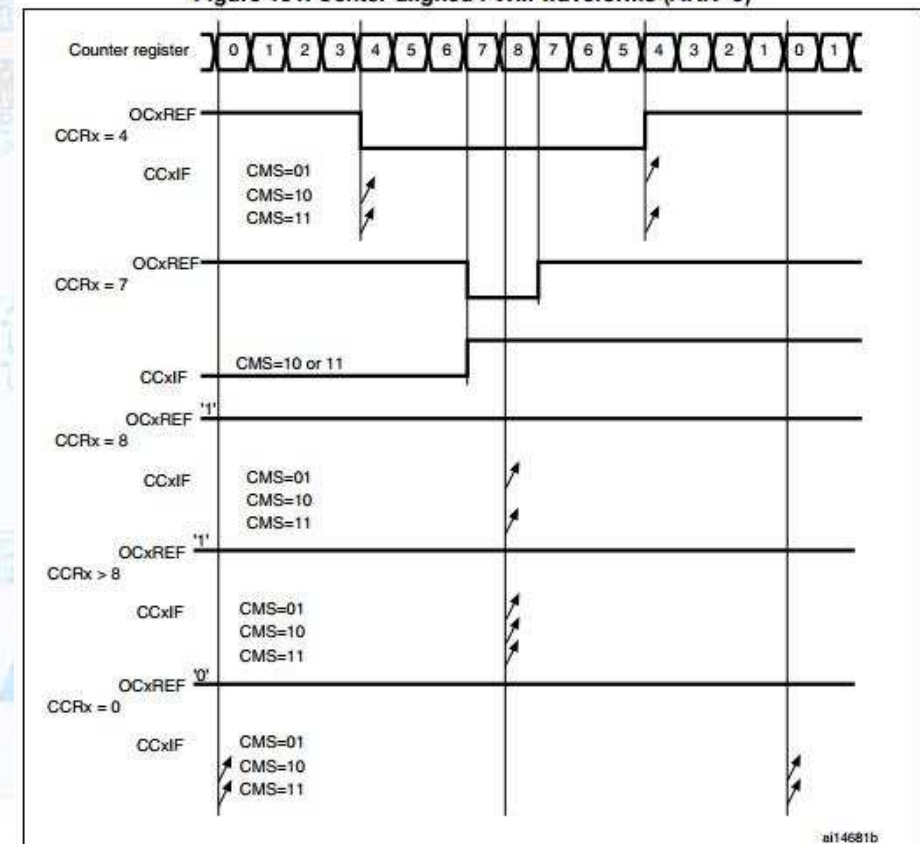 Counter register 0 1 2 3 4 5 6 7 8 7 6 5 4 3 2 1 0 1
OCxREF
CCRx = 4
CCxIF
CMS=01
CMS=10
CMS=11
OCxREF
CCRx = 7
CMS=10 or 11
CCxIF
'1'
OCxREF
CCRx = 8
CCxIF
CMS=01
CMS=10
CMS=11
'1'
OCxREF
CCRx > 8
CCxIF
CMS=01
CMS=10
CMS=11
'0'
OCxREF
CCRx = 0
CCxIF
CMS=01
CMS=10
CMS=11
ai14681b